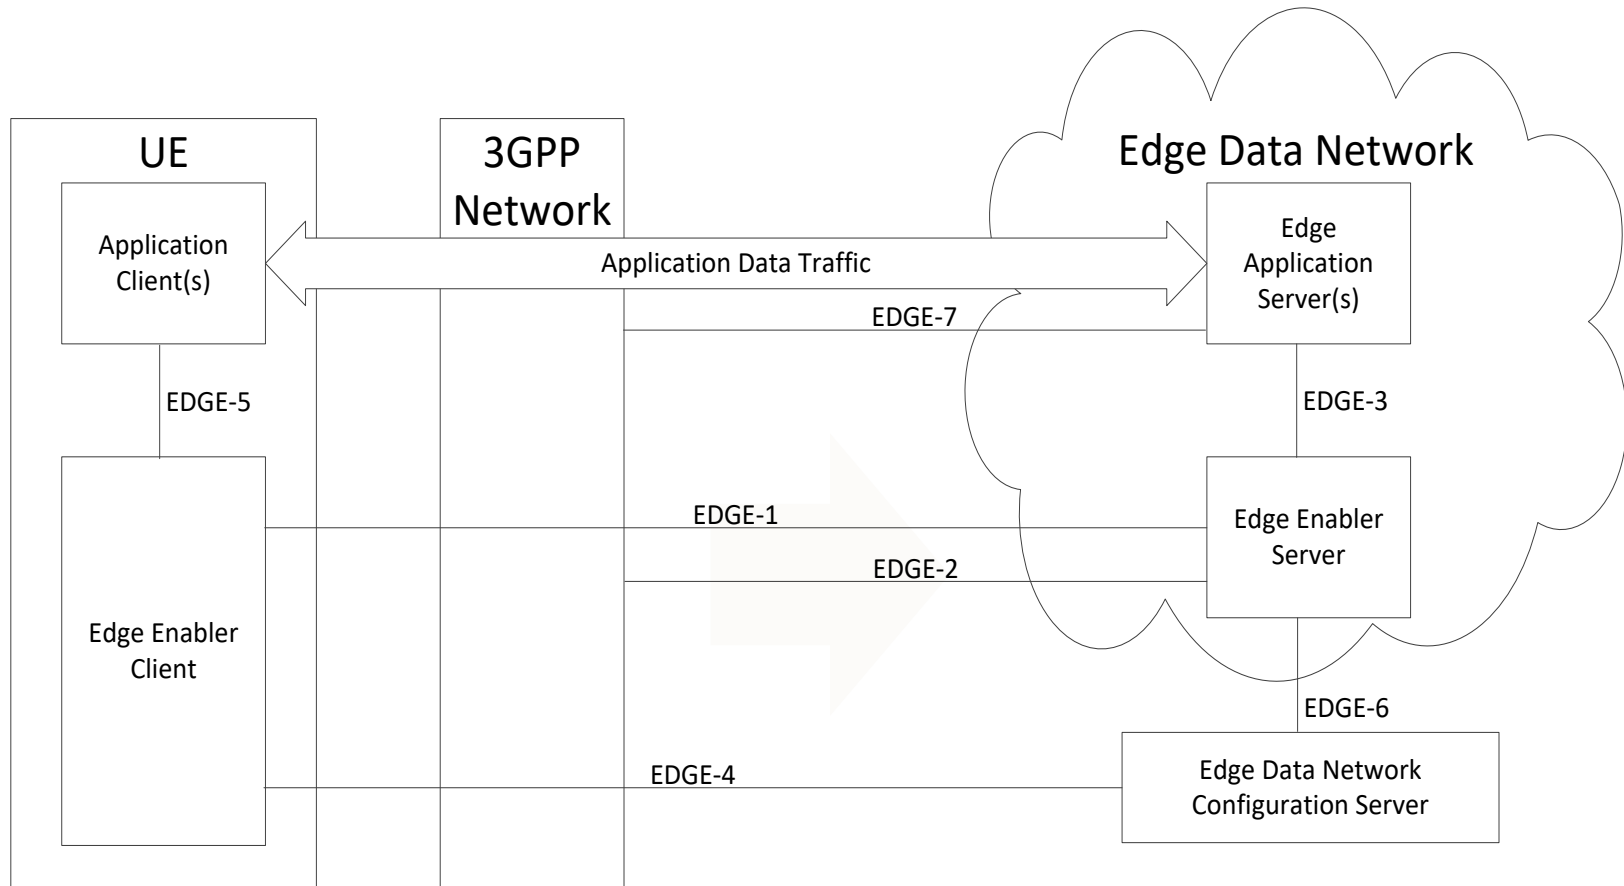 UE
3GPP
Network
Edge Data Network
Application
Client(s)
Application Data Traffic
Edge
Application
Server(s)
EDGE-7
EDGE-5
EDGE-3
EDGE-1
Edge Enabler
Server
EDGE-2
Edge Enabler
Client
EDGE-6
EDGE-4
Edge Data Network
Configuration Server